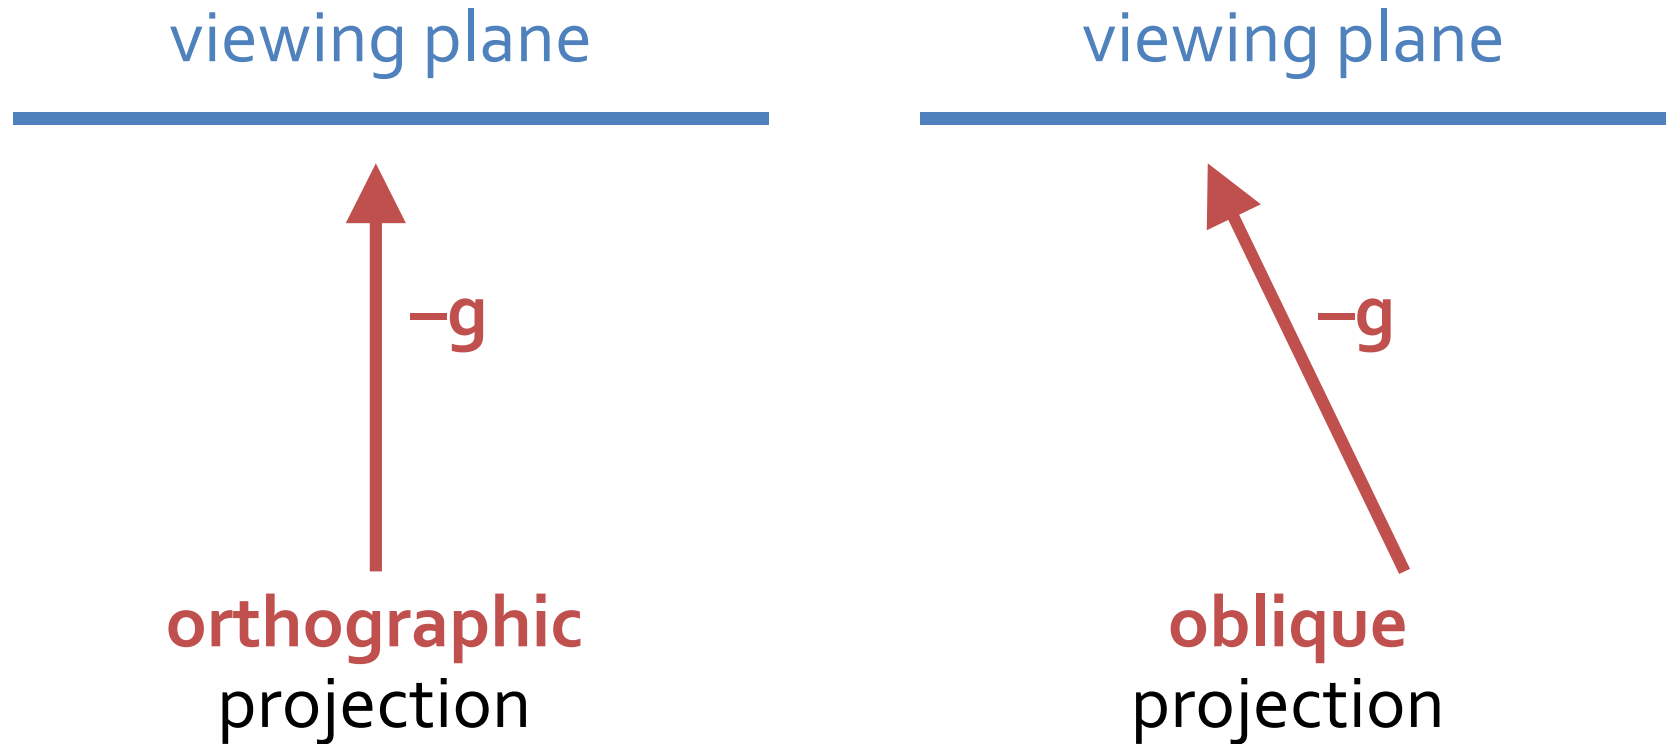 viewing plane
–g
orthographic
projection
viewing plane
–g
oblique
projection